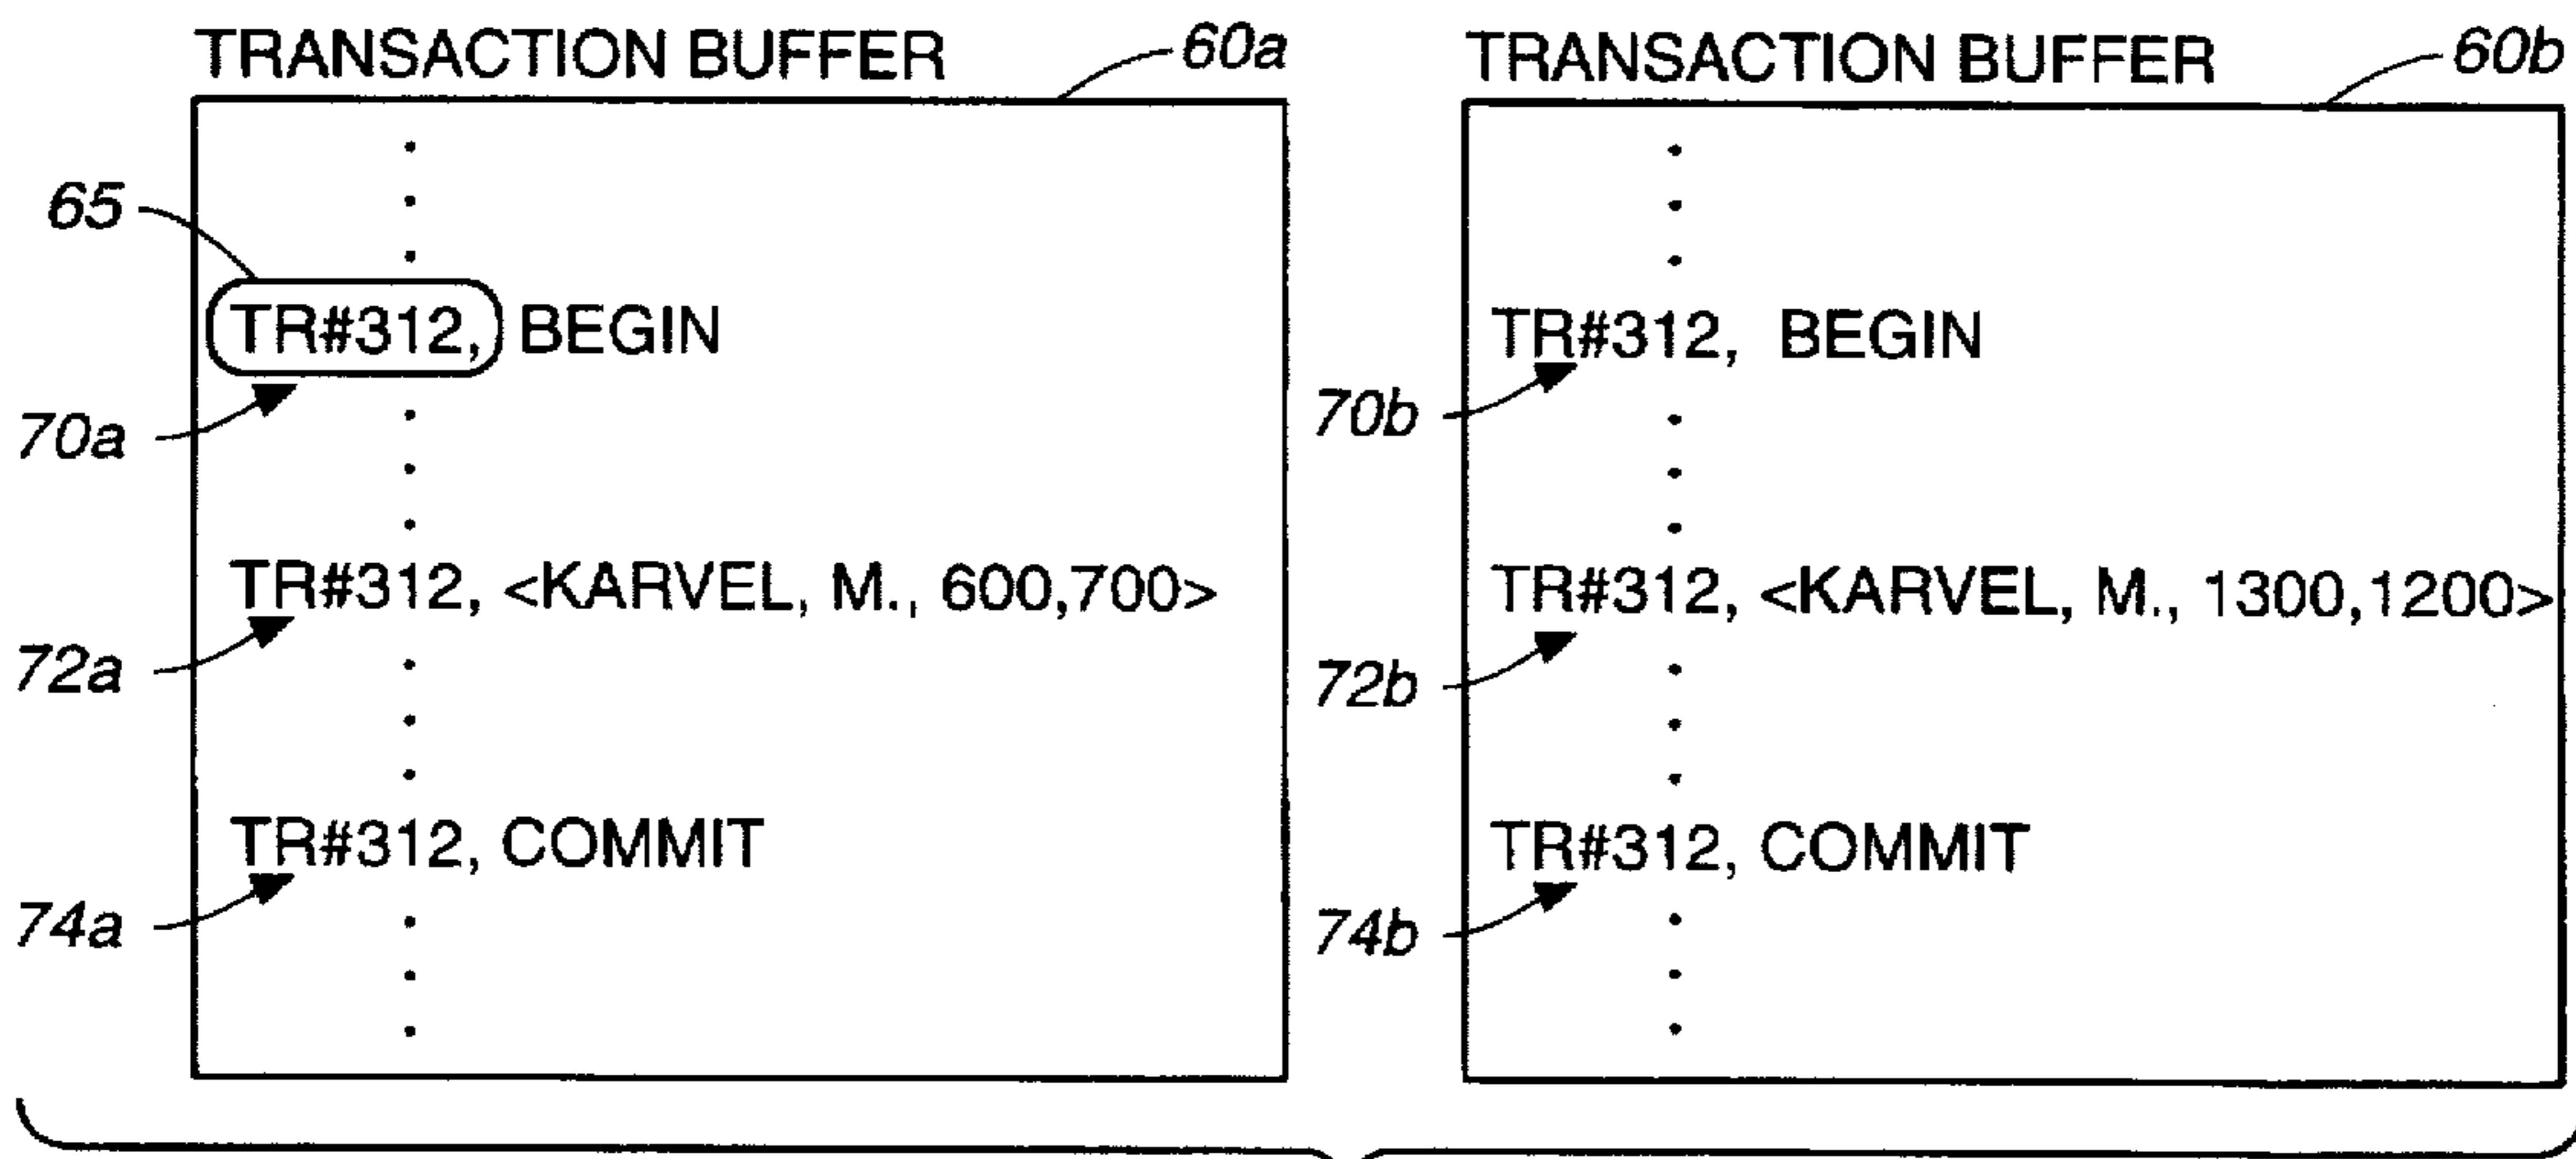 TRANSACTION BUFFER 60a
65
TR#312, BEGIN
70a
TR#312, <KARVEL, M., 600,700>
72a
TR#312, COMMIT
74a
TRANSACTION BUFFER 60b
TR#312, BEGIN
70b
TR#312, <KARVEL, M., 1300,1200>
72b
TR#312, COMMIT
74b